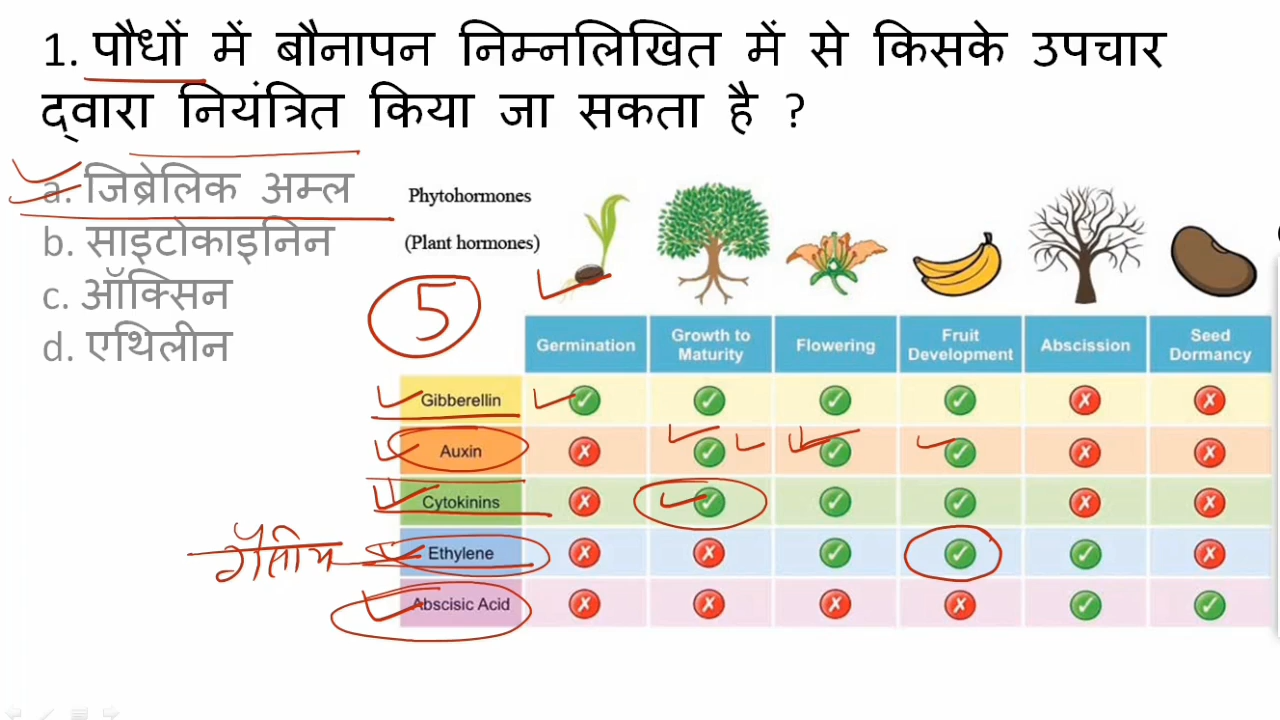 1. पौधों में बौनापन निम्नलिखित में से किसके उपचार
द्वारा नियंत्रित किया जा सकता है ?
a. जिब्रेलिक अम्ल
b. साइटोकाइनिन
c. ऑक्सिन
d. एथिलीन
Phytohormones
(Plant hormones)
5
Germination
Growth to
Maturity
Flowering
Fruit
Development
Abscission
Seed
Dormancy
Gibberellin
Auxin
Cytokinins
गैसीय
Ethylene
Abscisic Acid